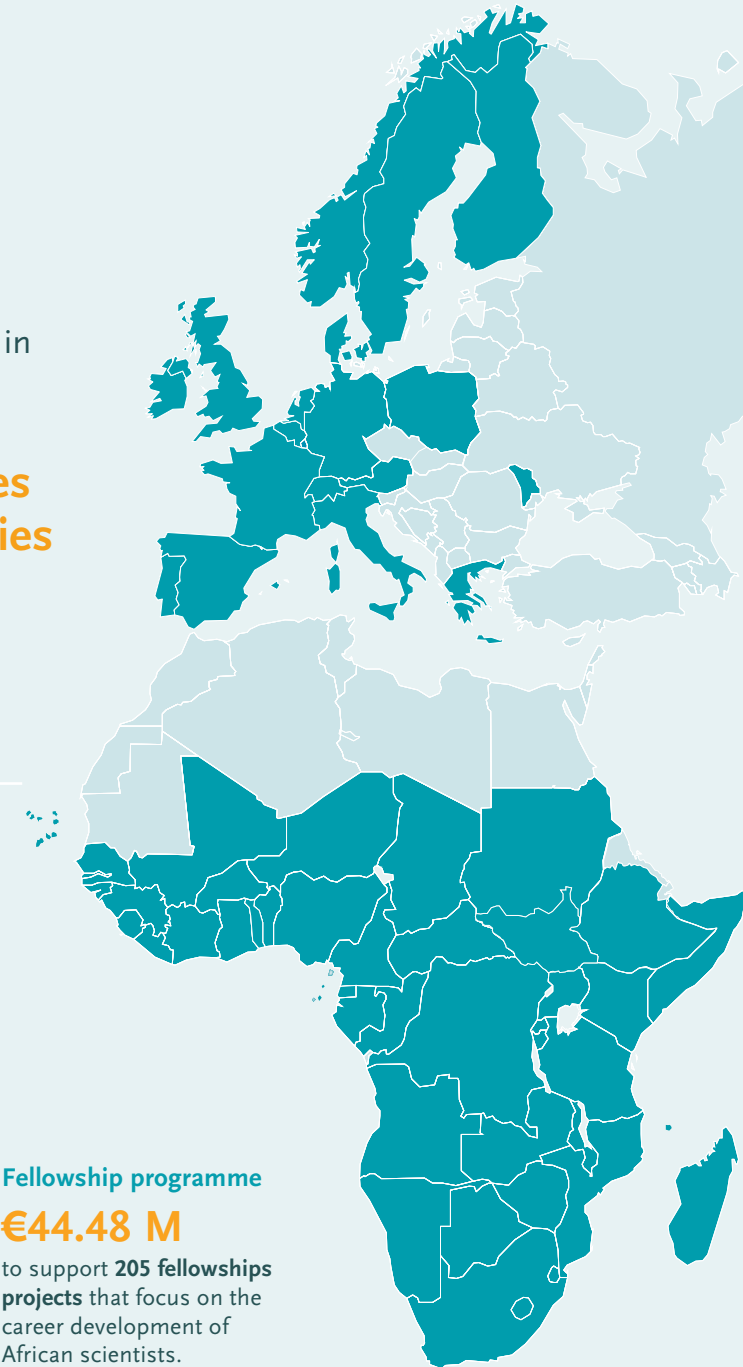 in
es
ies
Fellowship programme
€44.48 M
to support 205 fellowships
projects that focus on the
career development of
African scientists.